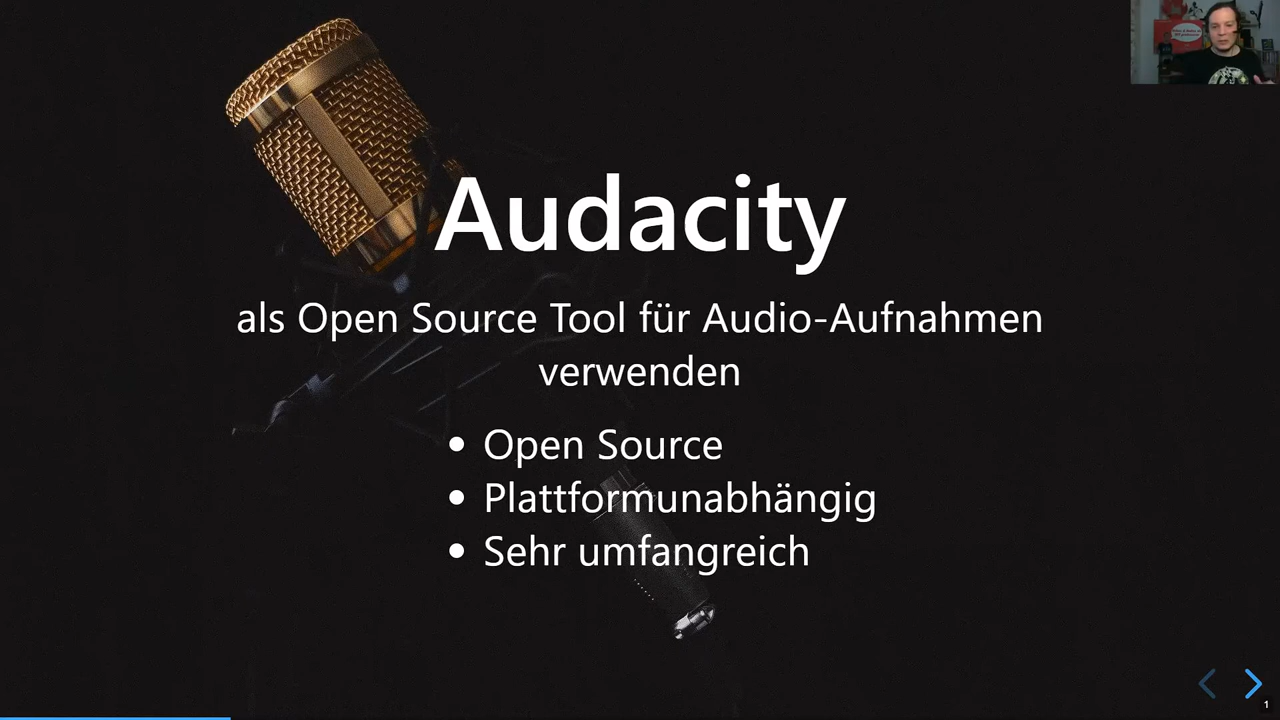 Audacity
als Open Source Tool für Audio-Aufnahmen
verwenden
• Open Source
• Plattformunabhängig
• Sehr umfangreich
1